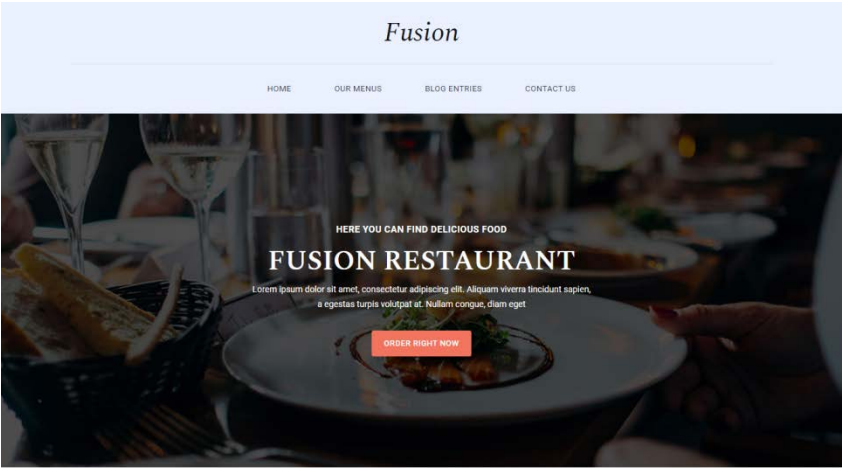 Fusion
HOME OUR MENUS BLOG ENTRIES CONTACT US
HERE YOU CAN FIND DELICIOUS FOOD
FUSION RESTAURANT
Lorem ipsum dolor sit amet, consectetur adipiscing elit. Aliquam viverra tincidunt sapien,
a egestas turpis volutpat at. Nullam congue, diam eget
ORDER RIGHT NOW